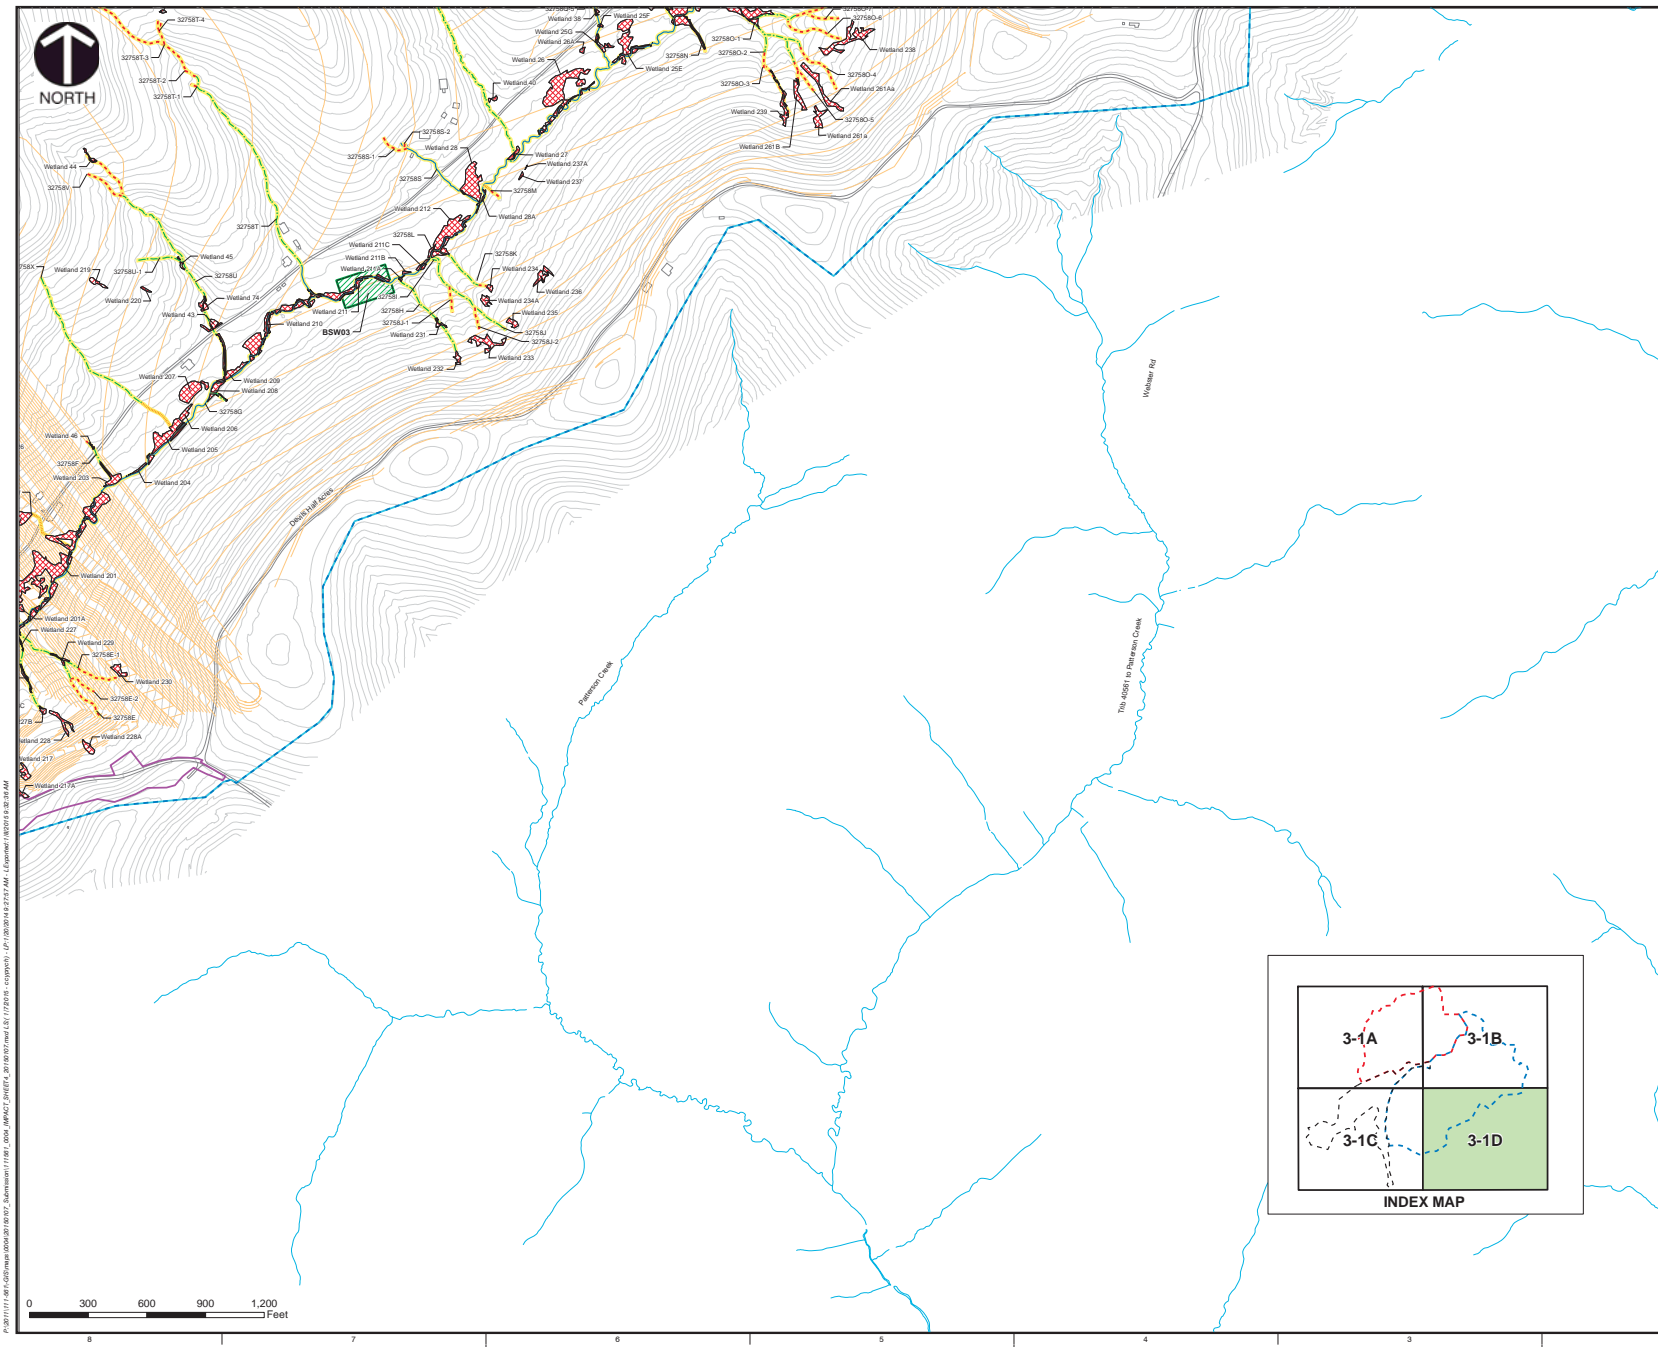 NORTH
32758T-4
32758T-3
32758T-2
32758T-1
Wetland 38
Wetland 25F
Wetland 25G
Wetland 26A
Wetland 26
Wetland 25E
Wetland 40
32758N
32758O-1
32758O-2
32758O-3
32758O-6
Wetland 238
32758O-4
Wetland 261Aa
32758O-5
Wetland 261a
Wetland 239
Wetland 261B
Wetland 44
32758V
32758S-2
32758S-1
Wetland 28
32758S
Wetland 27
Wetland 237A
Wetland 237
32758M
Wetland 28A
Wetland 212
32758L
Wetland 211C
Wetland 211B
Wetland 211A
32758T
32758K
Wetland 234
Wetland 236
Wetland 234A
Wetland 235
32758I
32758H
32758J-1
Wetland 231
32758J
32758J-2
Wetland 233
Wetland 232
758X
Wetland 219
Wetland 220
32758U-1
Wetland 45
32758U
Wetland 74
Wetland 43
Wetland 211
BSW03
Wetland 210
Wetland 207
Wetland 209
Wetland 208
32758G
Wetland 206
Wetland 205
Wetland 46
32758F
Wetland 203
Wetland 204
Devils Half Acres
Wetland 201
Wetland 201A
Wetland 227
Wetland 229
32758E-1
Wetland 230
32758E-2
32758E
27B
etland 228
Wetland 228A
Wetland 217
Wetland 217A
Webster Rd
Patterson Creek
Trib 40561 to Patterson Creek
3-1A
3-1B
3-1C
3-1D
INDEX MAP
0 300 600 900 1,200
Feet
8 7 6 5 4 3